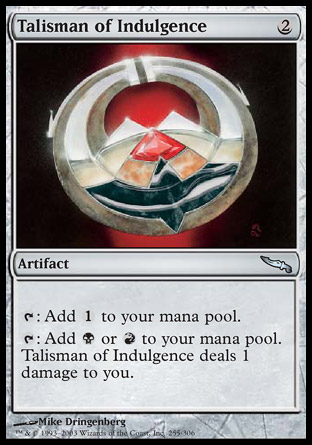 Talisman of Indulgence 2
Artifact
: Add 1 to your mana pool.
: Add or to your mana pool.
Talisman of Indulgence deals 1
damage to you.
Mike Dringenberg
™ & © 1993–2003 Wizards of the Coast, Inc. 255/306